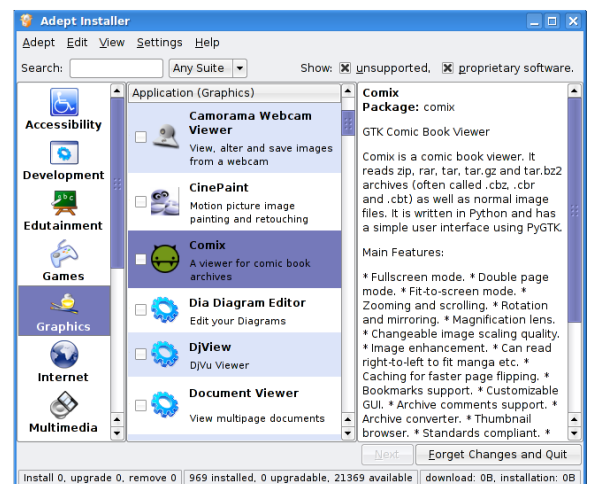 Adept Installer
Adept Edit View Settings Help
Search: Any Suite Show: unsupported, proprietary software.
Accessibility
Development
Edutainment
Games
Graphics
Internet
Multimedia
Application (Graphics)
Camorama Webcam
Viewer
View, alter and save images
from a webcam
CinePaint
Motion picture image
painting and retouching
Comix
A viewer for comic book
archives
Dia Diagram Editor
Edit your Diagrams
DjView
DjVu Viewer
Document Viewer
View multipage documents
Comix
Package: comix
GTK Comic Book Viewer
Comix is a comic book viewer. It
reads zip, rar, tar, tar.gz and tar.bz2
archives (often called .cbz, .cbr
and .cbt) as well as normal image
files. It is written in Python and has
a simple user interface using PyGTK.
Main Features:
* Fullscreen mode. * Double page
mode. * Fit-to-screen mode. *
Zooming and scrolling. * Rotation
and mirroring. * Magnification lens.
* Changeable image scaling quality.
* Image enhancement. * Can read
right-to-left to fit manga etc. *
Caching for faster page flipping. *
Bookmarks support. * Customizable
GUI. * Archive comments support. *
Archive converter. * Thumbnail
browser. * Standards compliant. *
Next Forget Changes and Quit
Install 0, upgrade 0, remove 0 969 installed, 0 upgradable, 21369 available download: 0B, installation: 0B